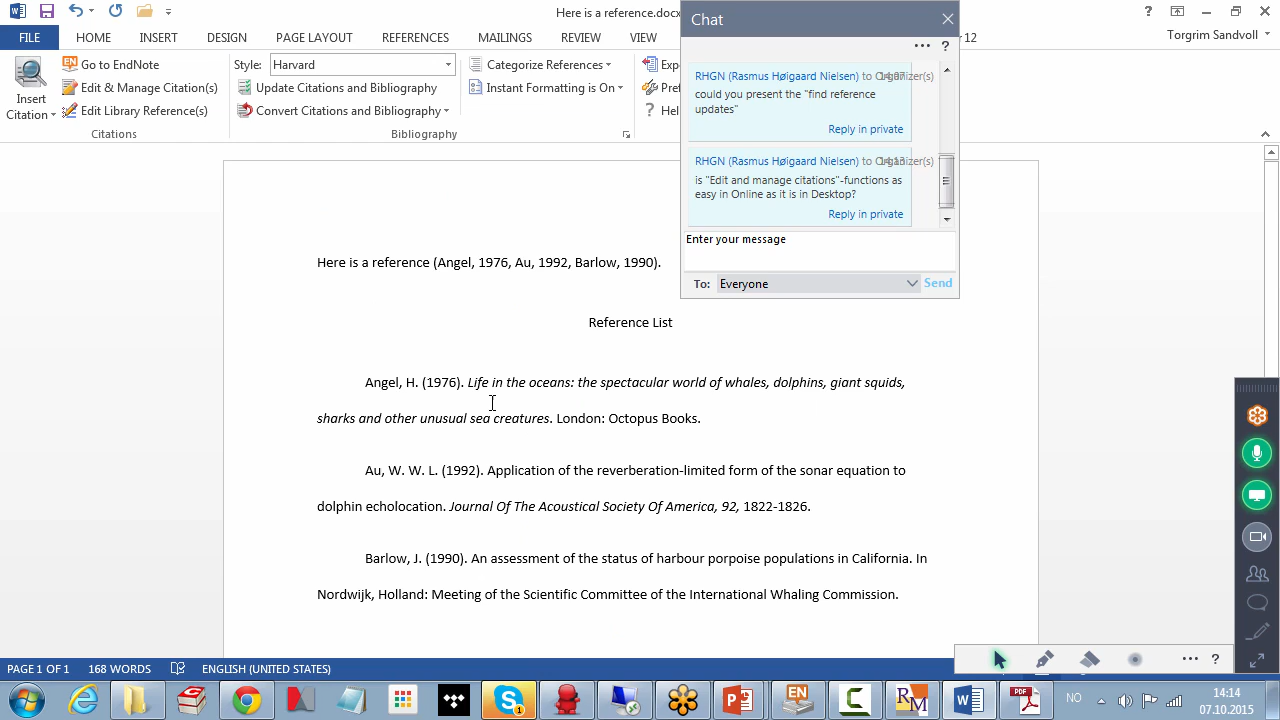 Here is a reference.docx
Chat
FILE
HOME
INSERT
DESIGN
PAGE LAYOUT
REFERENCES
MAILINGS
REVIEW
VIEW
12
Torgrim Sandvoll
Insert
Citation
Go to EndNote
Edit & Manage Citation(s)
Edit Library Reference(s)
Citations
Style:
Harvard
Update Citations and Bibliography
Convert Citations and Bibliography
Bibliography
Categorize References
Instant Formatting is On
RHGN (Rasmus Høigaard Nielsen) to Organizer(s)
could you present the "find reference
updates"
Reply in private
RHGN (Rasmus Høigaard Nielsen) to Organizer(s)
is "Edit and manage citations"-functions as
easy in Online as it is in Desktop?
Reply in private
Enter your message
To:
Everyone
Send
Here is a reference (Angel, 1976, Au, 1992, Barlow, 1990).
Reference List
Angel, H. (1976). Life in the oceans: the spectacular world of whales, dolphins, giant squids,
sharks and other unusual sea creatures. London: Octopus Books.
Au, W. W. L. (1992). Application of the reverberation-limited form of the sonar equation to
dolphin echolocation. Journal Of The Acoustical Society Of America, 92, 1822-1826.
Barlow, J. (1990). An assessment of the status of harbour porpoise populations in California. In
Nordwijk, Holland: Meeting of the Scientific Committee of the International Whaling Commission.
PAGE 1 OF 1
168 WORDS
ENGLISH (UNITED STATES)
NO
14:14
07.10.2015